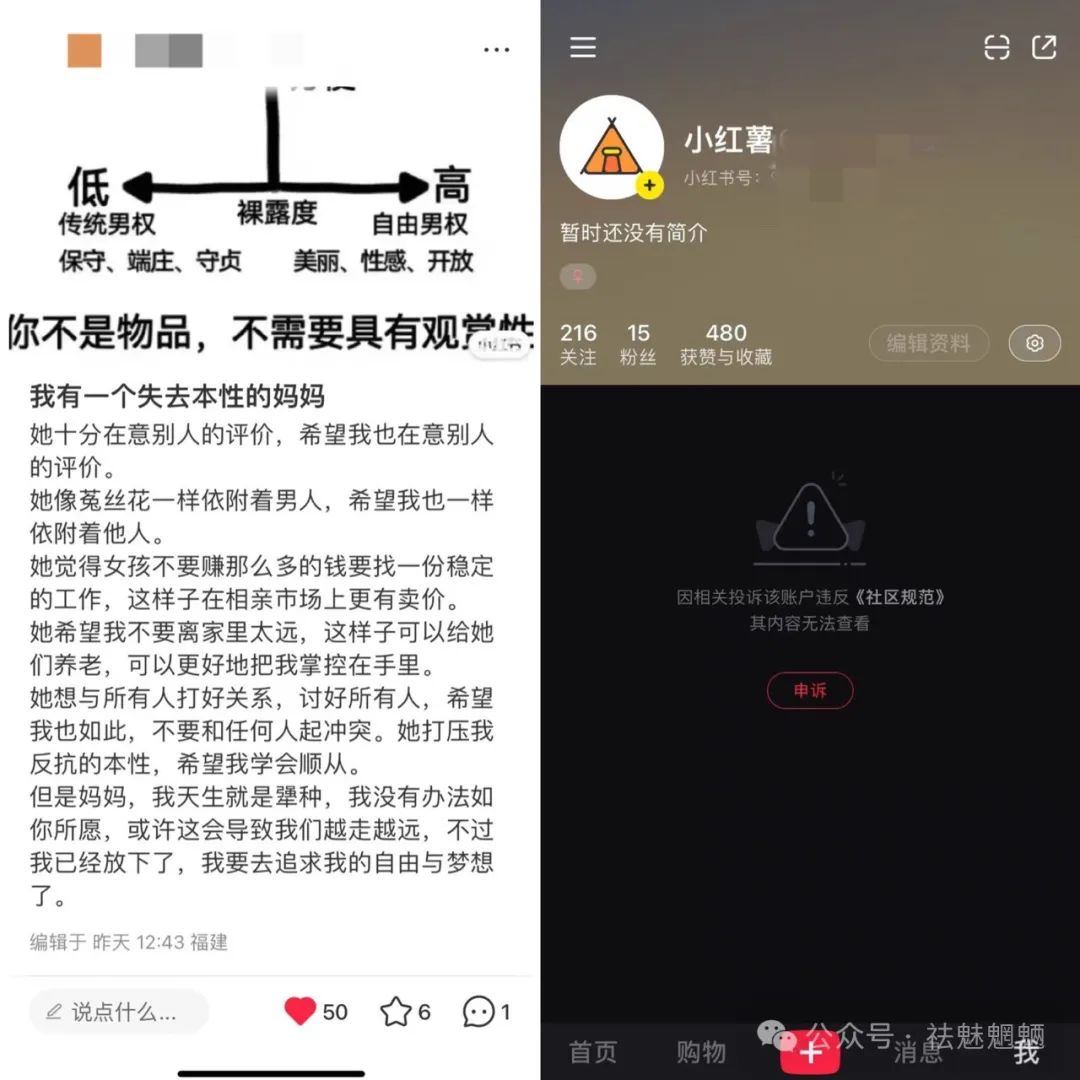 低
高
裸露度
传统男权
自由男权
保守、端庄、守贞
美丽、性感、开放
你不是物品，不需要具有观赏性
小红书
我有一个失去本性的妈妈
她十分在意别人的评价，希望我也在意别人
的评价。
她像菟丝花一样依附着男人，希望我也一样
依附着他人。
她觉得女孩不要赚那么多的钱要找一份稳定
的工作，这样子在相亲市场上更有卖价。
她希望我不要离家里太远，这样子可以给她
们养老，可以更好地把我掌控在手里。
她想与所有人打好关系，讨好所有人，希望
我也如此，不要和任何人起冲突。她打压我
反抗的本性，希望我学会顺从。
但是妈妈，我天生就是犟种，我没有办法如
你所愿，或许这会导致我们越走越远，不过
我已经放下了，我要去追求我的自由与梦想
了。
编辑于 昨天 12:43 福建
说点什么...
50
6
1
小红薯
小红书号：
暂时还没有简介
216
15
480
关注
粉丝
获赞与收藏
编辑资料
因相关投诉该账户违反《社区规范》
其内容无法查看
申诉
首页
购物
消息
我
公众号 · 祛魅魍魉